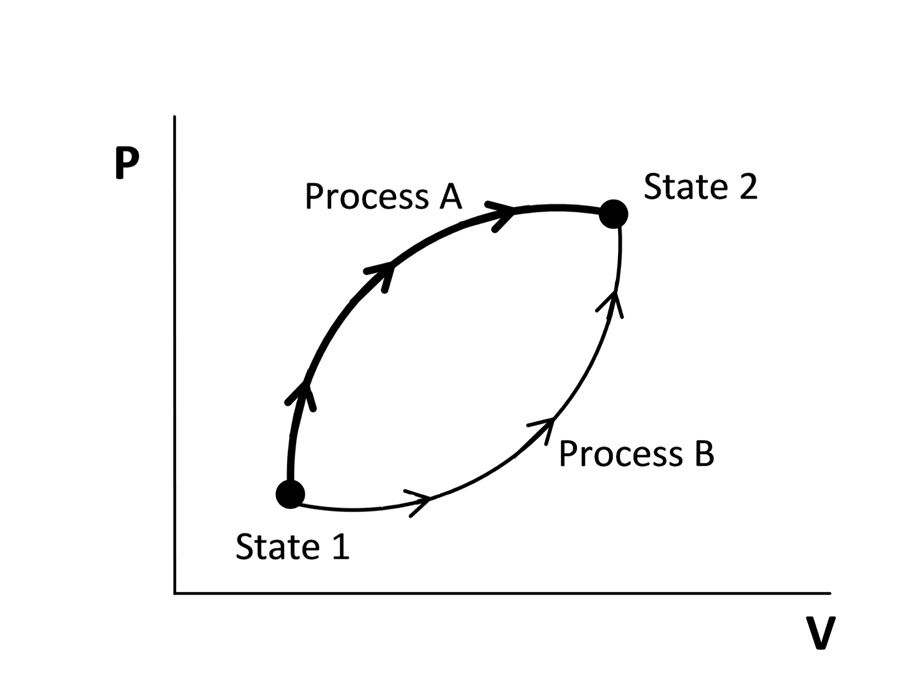 P
Process A
State 2
Process B
State 1
V